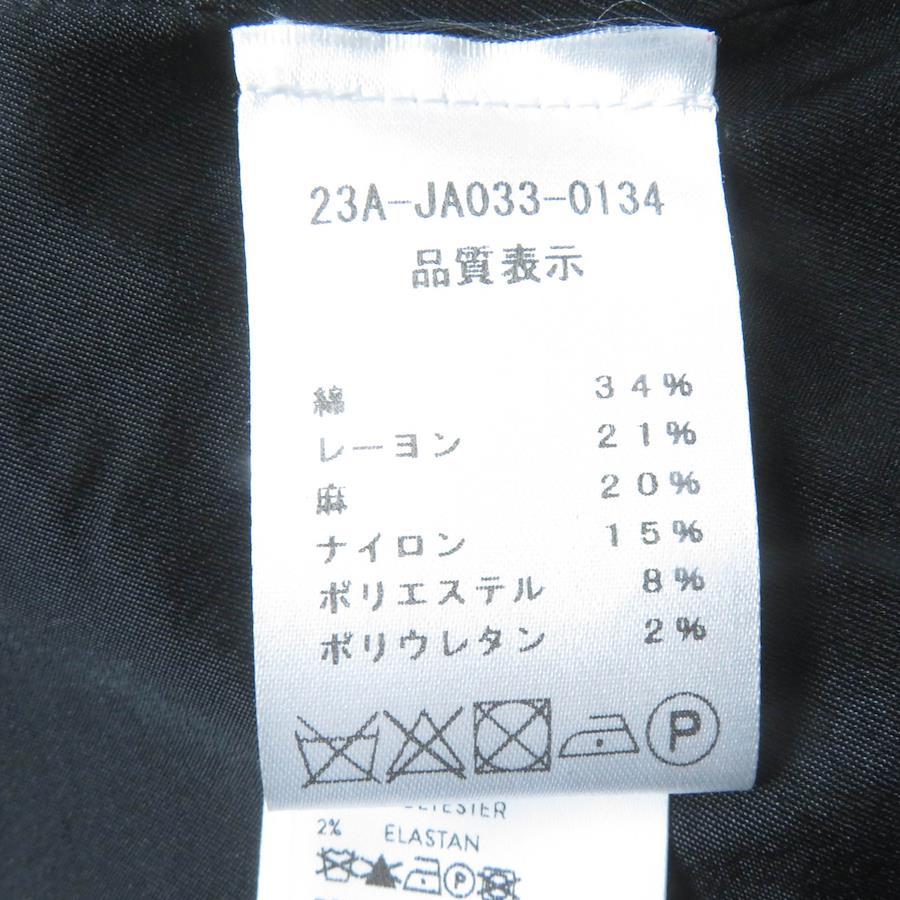 23A-JA033-0134
品質表示
綿 34%
レーヨン 21%
麻 20%
ナイロン 15%
ポリエステル 8%
ポリウレタン 2%
P
2% ELASTAN
P